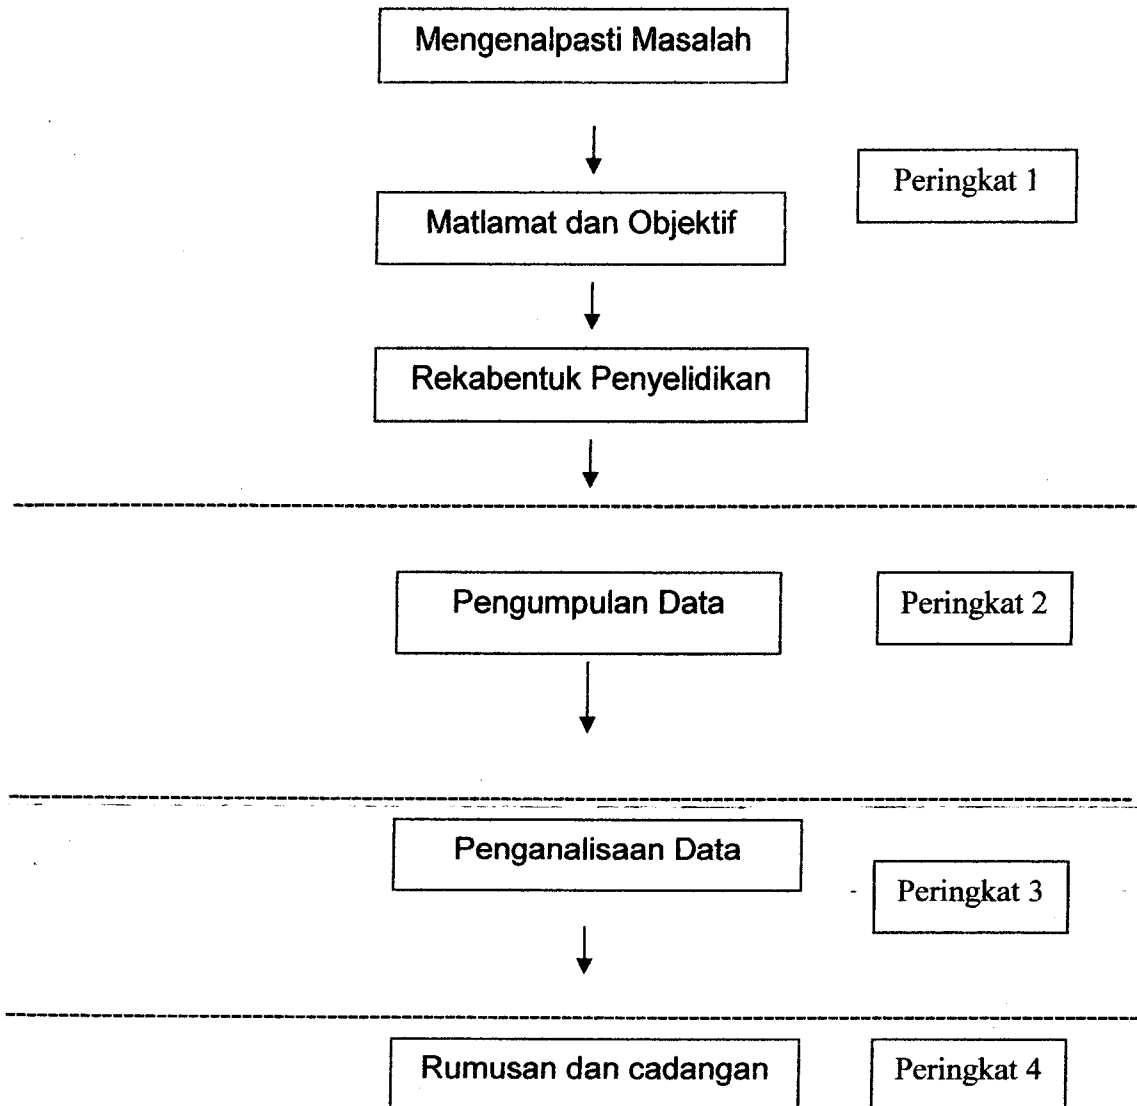 Mengenalpasti Masalah
Peringkat 1
Matlamat dan Objektif
Rekabentuk Penyelidikan
Pengumpulan Data
Peringkat 2
Penganalisaan Data
Peringkat 3
Rumusan dan cadangan
Peringkat 4